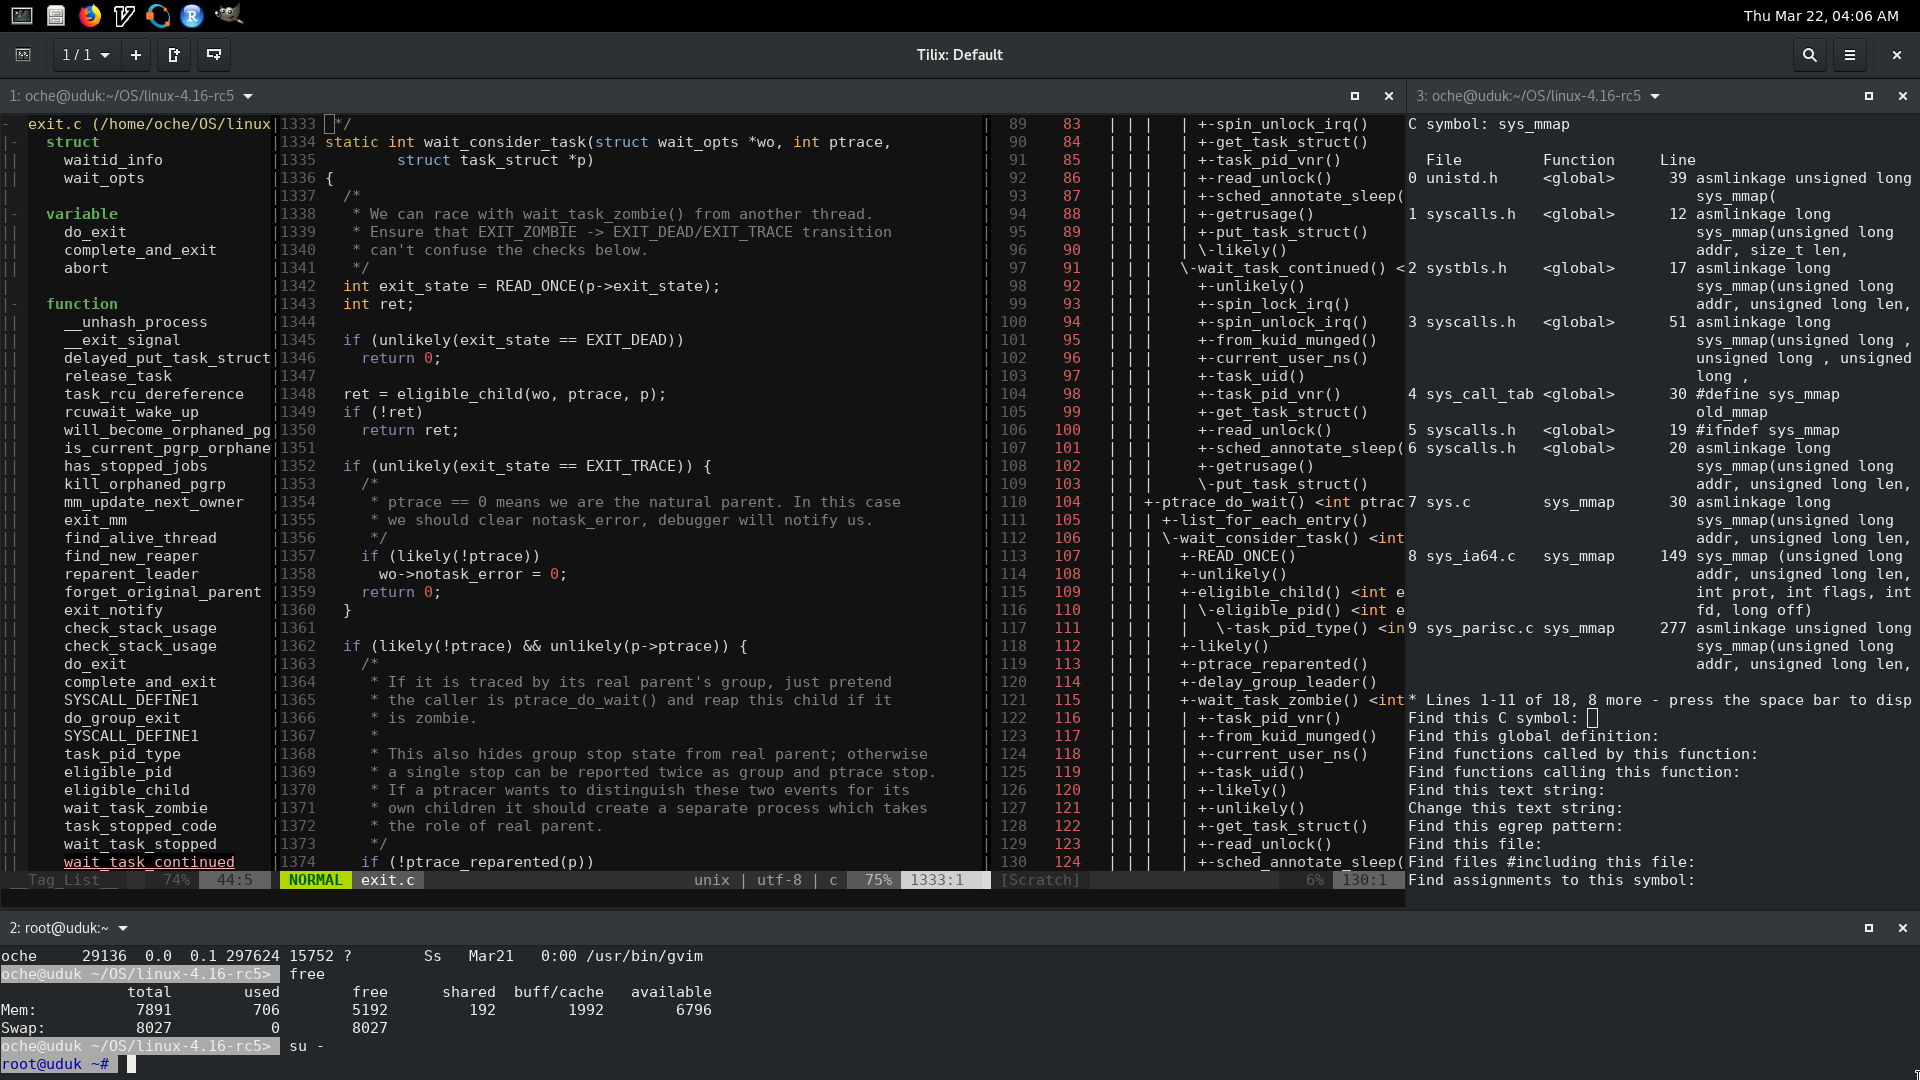 Thu Mar 22, 04:06 AM
1 / 1
Tilix: Default
1: oche@uduk:~/OS/linux-4.16-rc5
- exit.c (/home/oche/OS/linux
|- struct
|| waitid_info
|| wait_opts
|
|- variable
|| do_exit
|| complete_and_exit
|| abort
|
|- function
|| __unhash_process
|| __exit_signal
|| delayed_put_task_struct
|| release_task
|| task_rcu_dereference
|| rcuwait_wake_up
|| will_become_orphaned_pg
|| is_current_pgrp_orphane
|| has_stopped_jobs
|| kill_orphaned_pgrp
|| mm_update_next_owner
|| exit_mm
|| find_alive_thread
|| find_new_reaper
|| reparent_leader
|| forget_original_parent
|| exit_notify
|| check_stack_usage
|| check_stack_usage
|| do_exit
|| complete_and_exit
|| SYSCALL_DEFINE1
|| do_group_exit
|| SYSCALL_DEFINE1
|| task_pid_type
|| eligible_pid
|| eligible_child
|| wait_task_zombie
|| task_stopped_code
|| wait_task_stopped
|| wait_task_continued
__Tag_List__ 74% 44:5
1333 */
1334 static int wait_consider_task(struct wait_opts *wo, int ptrace,
1335 struct task_struct *p)
1336 {
1337 /*
1338 * We can race with wait_task_zombie() from another thread.
1339 * Ensure that EXIT_ZOMBIE -> EXIT_DEAD/EXIT_TRACE transition
1340 * can't confuse the checks below.
1341 */
1342 int exit_state = READ_ONCE(p->exit_state);
1343 int ret;
1344
1345 if (unlikely(exit_state == EXIT_DEAD))
1346 return 0;
1347
1348 ret = eligible_child(wo, ptrace, p);
1349 if (!ret)
1350 return ret;
1351
1352 if (unlikely(exit_state == EXIT_TRACE)) {
1353 /*
1354 * ptrace == 0 means we are the natural parent. In this case
1355 * we should clear notask_error, debugger will notify us.
1356 */
1357 if (likely(!ptrace))
1358 wo->notask_error = 0;
1359 return 0;
1360 }
1361
1362 if (likely(!ptrace) && unlikely(p->ptrace)) {
1363 /*
1364 * If it is traced by its real parent's group, just pretend
1365 * the caller is ptrace_do_wait() and reap this child if it
1366 * is zombie.
1367 *
1368 * This also hides group stop state from real parent; otherwise
1369 * a single stop can be reported twice as group and ptrace stop.
1370 * If a ptracer wants to distinguish these two events for its
1371 * own children it should create a separate process which takes
1372 * the role of real parent.
1373 */
1374 if (!ptrace_reparented(p))
NORMAL exit.c unix | utf-8 | c 75% 1333:1
89 83 | | | | +-spin_unlock_irq()
90 84 | | | | +-get_task_struct()
91 85 | | | | +-task_pid_vnr()
92 86 | | | | +-read_unlock()
93 87 | | | | +-sched_annotate_sleep(
94 88 | | | | +-getrusage()
95 89 | | | | +-put_task_struct()
96 90 | | | | \-likely()
97 91 | | | \-wait_task_continued() <
98 92 | | | +-unlikely()
99 93 | | | +-spin_lock_irq()
100 94 | | | +-spin_unlock_irq()
101 95 | | | +-from_kuid_munged()
102 96 | | | +-current_user_ns()
103 97 | | | +-task_uid()
104 98 | | | +-task_pid_vnr()
105 99 | | | +-get_task_struct()
106 100 | | | +-read_unlock()
107 101 | | | +-sched_annotate_sleep(
108 102 | | | +-getrusage()
109 103 | | | \-put_task_struct()
110 104 | | +-ptrace_do_wait() <int ptrac
111 105 | | | +-list_for_each_entry()
112 106 | | | \-wait_consider_task() <int
113 107 | | | +-READ_ONCE()
114 108 | | | +-unlikely()
115 109 | | | +-eligible_child() <int e
116 110 | | | | \-eligible_pid() <int e
117 111 | | | | \-task_pid_type() <in
118 112 | | | +-likely()
119 113 | | | +-ptrace_reparented()
120 114 | | | +-delay_group_leader()
121 115 | | | +-wait_task_zombie() <int
122 116 | | | | +-task_pid_vnr()
123 117 | | | | +-from_kuid_munged()
124 118 | | | | +-current_user_ns()
125 119 | | | | +-task_uid()
126 120 | | | | +-likely()
127 121 | | | | +-unlikely()
128 122 | | | | +-get_task_struct()
129 123 | | | | +-read_unlock()
130 124 | | | | +-sched_annotate_sleep(
[Scratch] 6% 130:1
3: oche@uduk:~/OS/linux-4.16-rc5
C symbol: sys_mmap
File Function Line
0 unistd.h <global> 39 asmlinkage unsigned long
sys_mmap(
1 syscalls.h <global> 12 asmlinkage long
sys_mmap(unsigned long
addr, size_t len,
2 systbls.h <global> 17 asmlinkage long
sys_mmap(unsigned long
addr, unsigned long len,
3 syscalls.h <global> 51 asmlinkage long
sys_mmap(unsigned long ,
unsigned long , unsigned
long ,
4 sys_call_tab <global> 30 #define sys_mmap
old_mmap
5 syscalls.h <global> 19 #ifndef sys_mmap
6 syscalls.h <global> 20 asmlinkage long
sys_mmap(unsigned long
addr, unsigned long len,
7 sys.c sys_mmap 30 asmlinkage long
sys_mmap(unsigned long
addr, unsigned long len,
8 sys_ia64.c sys_mmap 149 sys_mmap (unsigned long
addr, unsigned long len,
int prot, int flags, int
fd, long off)
9 sys_parisc.c sys_mmap 277 asmlinkage unsigned long
sys_mmap(unsigned long
addr, unsigned long len,
* Lines 1-11 of 18, 8 more - press the space bar to disp
Find this C symbol:
Find this global definition:
Find functions called by this function:
Find functions calling this function:
Find this text string:
Change this text string:
Find this egrep pattern:
Find this file:
Find files #including this file:
Find assignments to this symbol:
2: root@uduk:~
oche 29136 0.0 0.1 297624 15752 ? Ss Mar21 0:00 /usr/bin/gvim
oche@uduk ~/OS/linux-4.16-rc5> free
total used free shared buff/cache available
Mem: 7891 706 5192 192 1992 6796
Swap: 8027 0 8027
oche@uduk ~/OS/linux-4.16-rc5> su -
root@uduk ~#